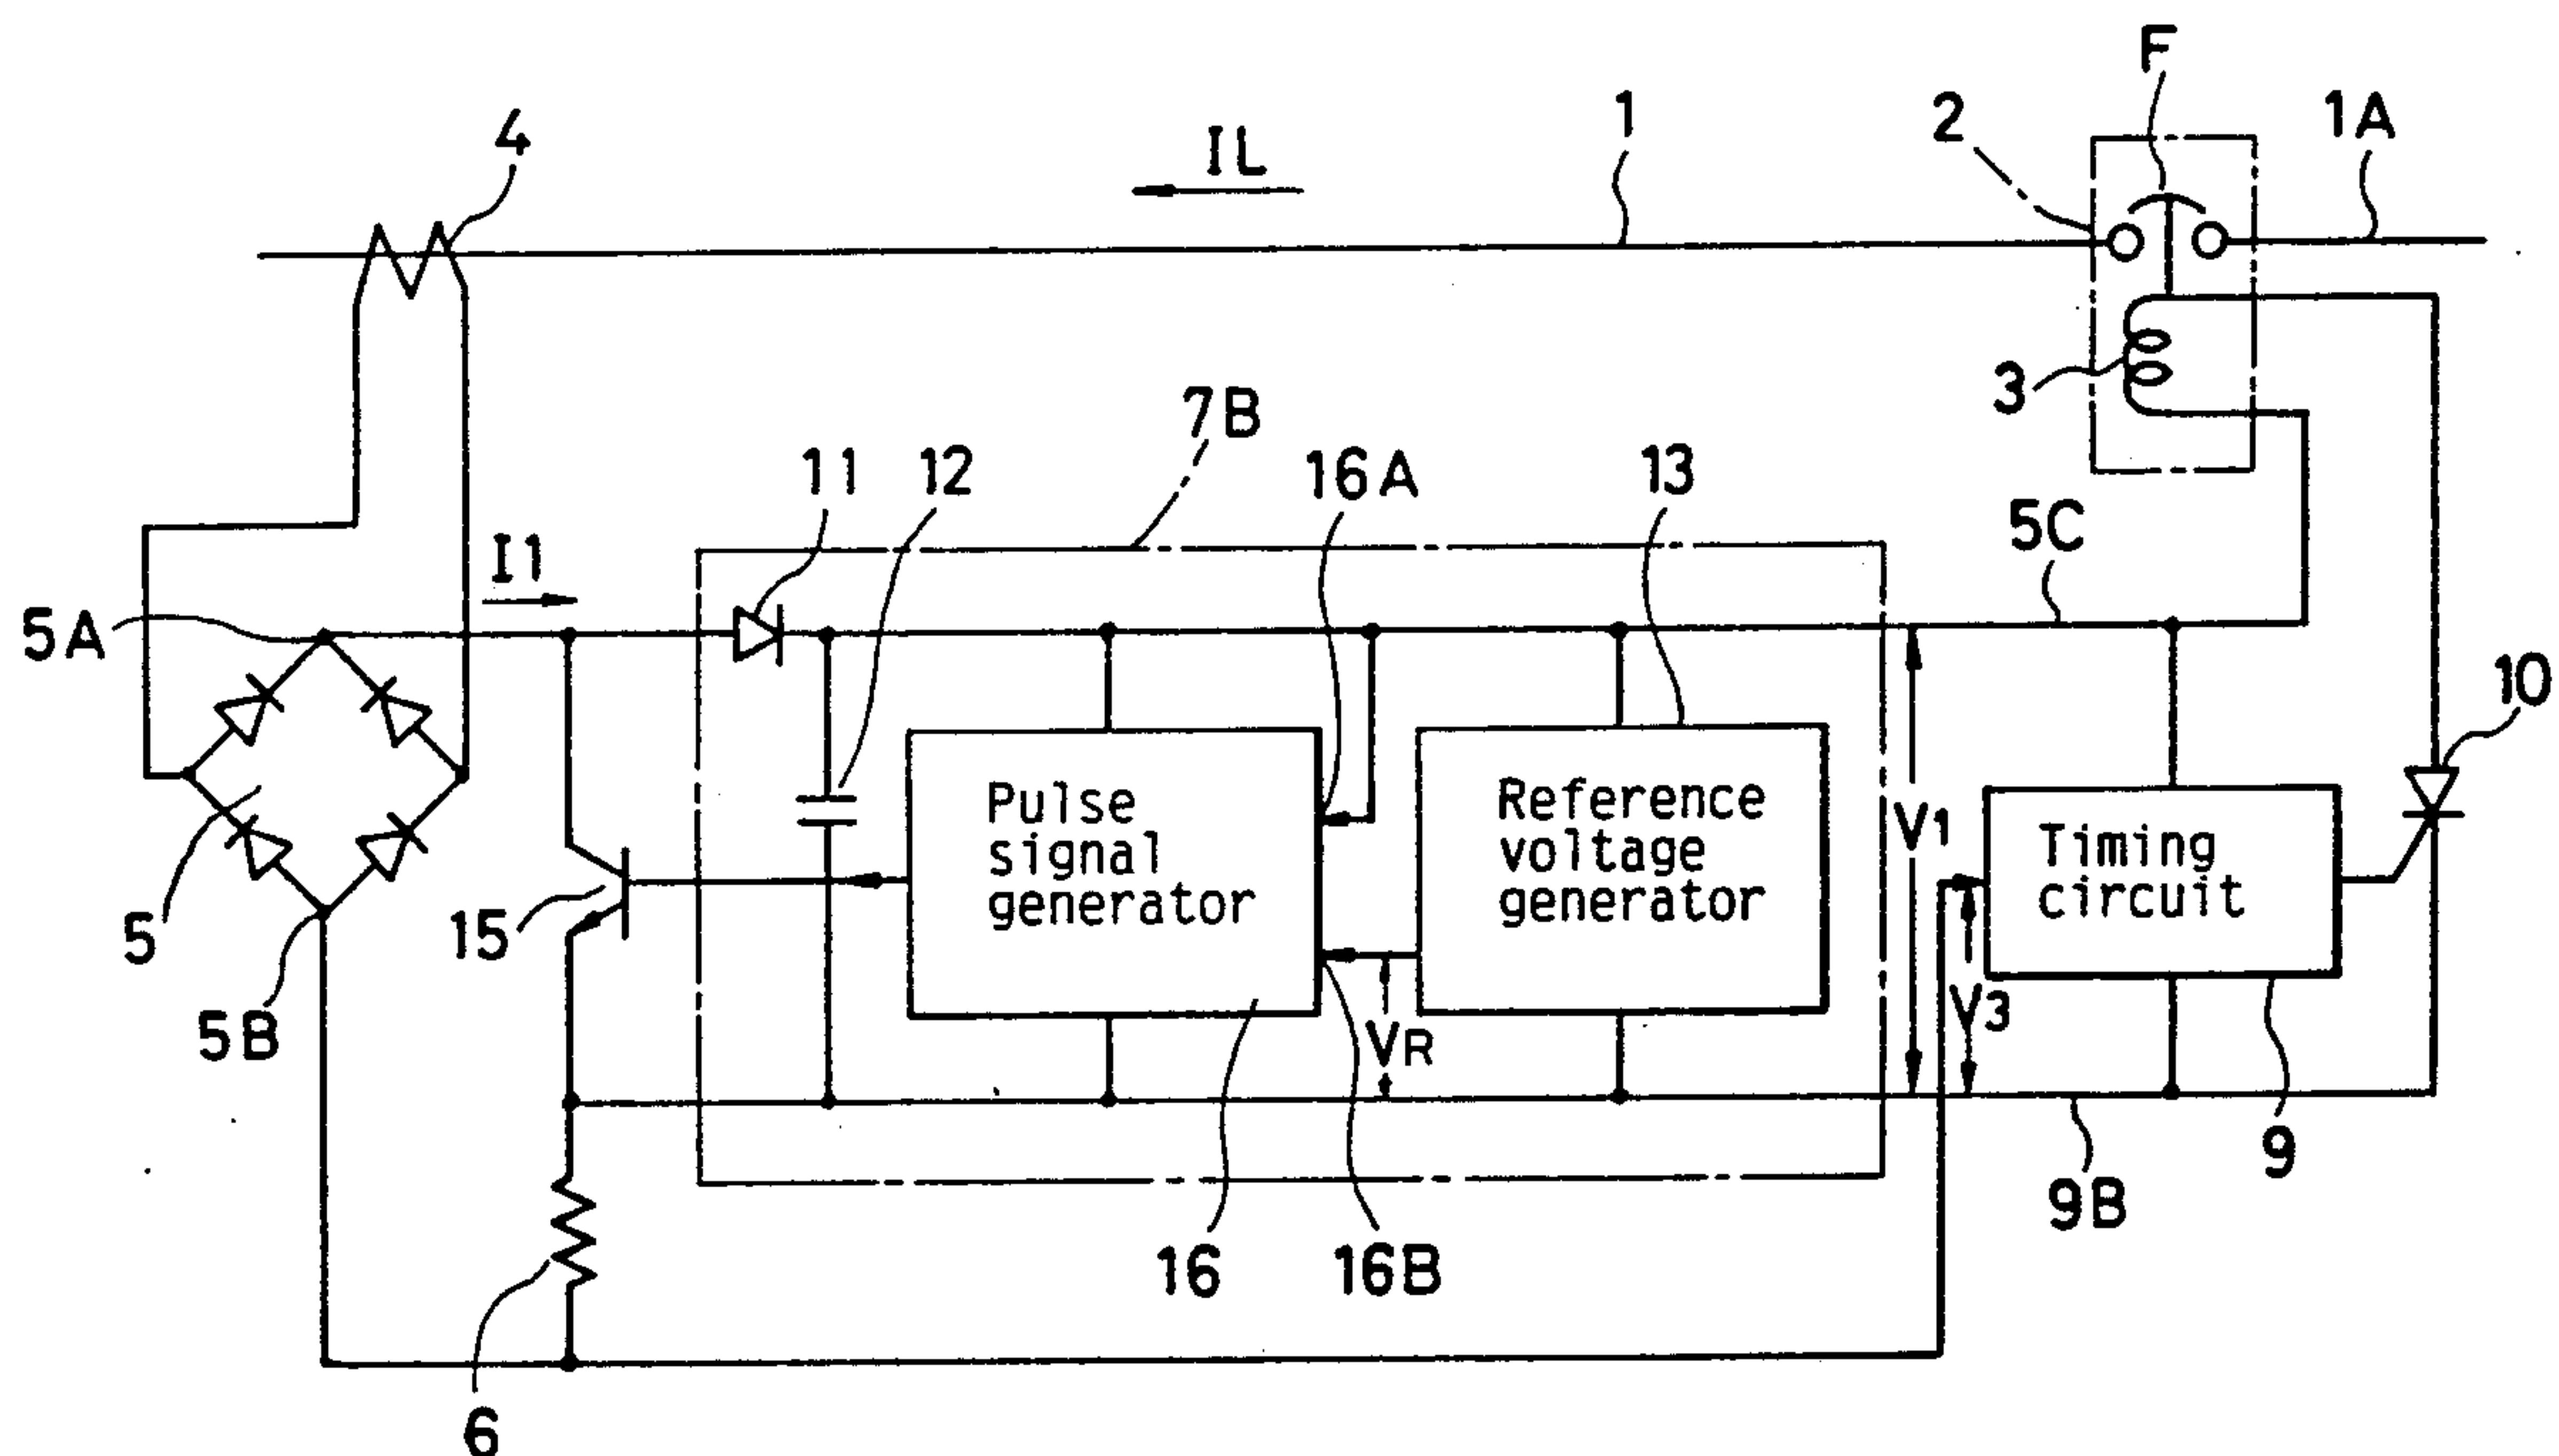 F
4
IL
1
2
1A
3
7B
11
12
16A
13
5C
I1
5A
10
Pulse
signal
generator
Reference
voltage
generator
V1
Timing
circuit
5
15
5B
VR
V3
9
9B
16
16B
6